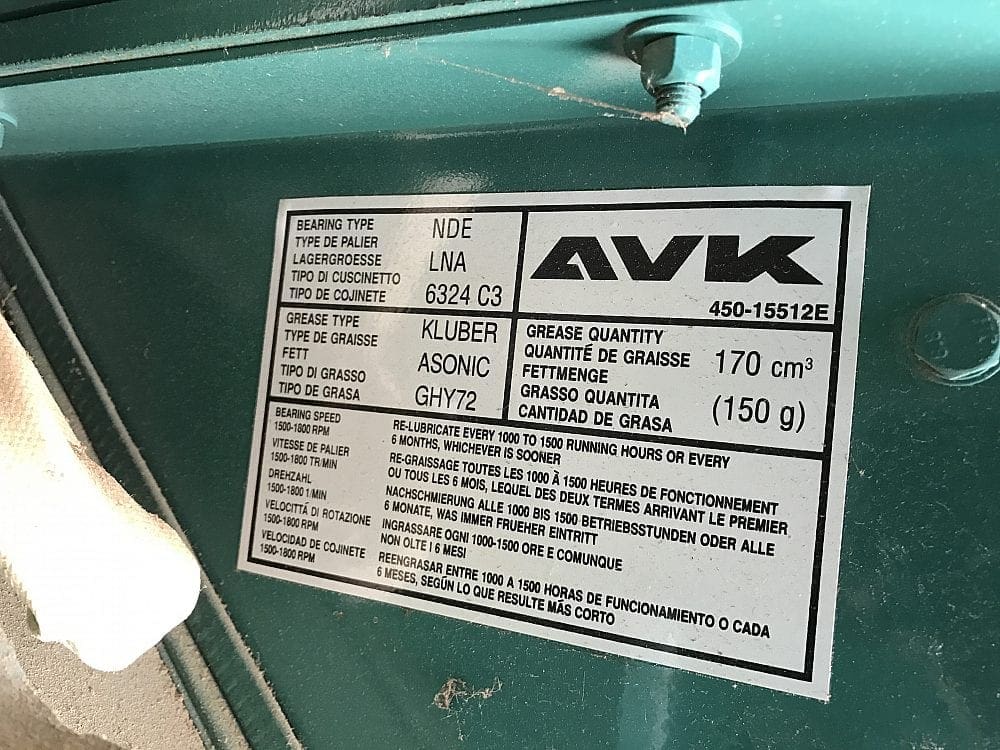 BEARING TYPE
TYPE DE PALIER
LAGERGROESSE
TIPO DI CUSCINETTO
TIPO DE COJINETE
NDE
LNA
6324 C3
AVK
450-15512E
GREASE TYPE
TYPE DE GRAISSE
FETT
TIPO DI GRASSO
TIPO DE GRASA
KLUBER
ASONIC
GHY72
GREASE QUANTITY
QUANTITÉ DE GRAISSE
FETTMENGE
GRASSO QUANTITA
CANTIDAD DE GRASA
170 cm³
(150 g)
BEARING SPEED
1500-1800 RPM
VITESSE DE PALIER
1500-1800 TR/MIN
DREHZAHL
1500-1800 1/MIN
VELOCITTÁ DI ROTAZIONE
1500-1800 RPM
VELOCIDAD DE COJINETE
1500-1800 RPM
RE-LUBRICATE EVERY 1000 TO 1500 RUNNING HOURS OR EVERY
6 MONTHS, WHICHEVER IS SOONER
RE-GRAISSAGE TOUTES LES 1000 À 1500 HEURES DE FONCTIONNEMENT
OU TOUS LES 6 MOIS, LEQUEL DES DEUX TERMES ARRIVANT LE PREMIER
NACHSCHMIERUNG ALLE 1000 BIS 1500 BETRIEBSSTUNDEN ODER ALLE
6 MONATE, WAS IMMER FRUEHER EINTRITT
INGRASSARE OGNI 1000-1500 ORE E COMUNQUE
NON OLTE I 6 MESI
REENGRASAR ENTRE 1000 A 1500 HORAS DE FUNCIONAMIENTO O CADA
6 MESES, SEGÚN LO QUE RESULTE MÁS CORTO